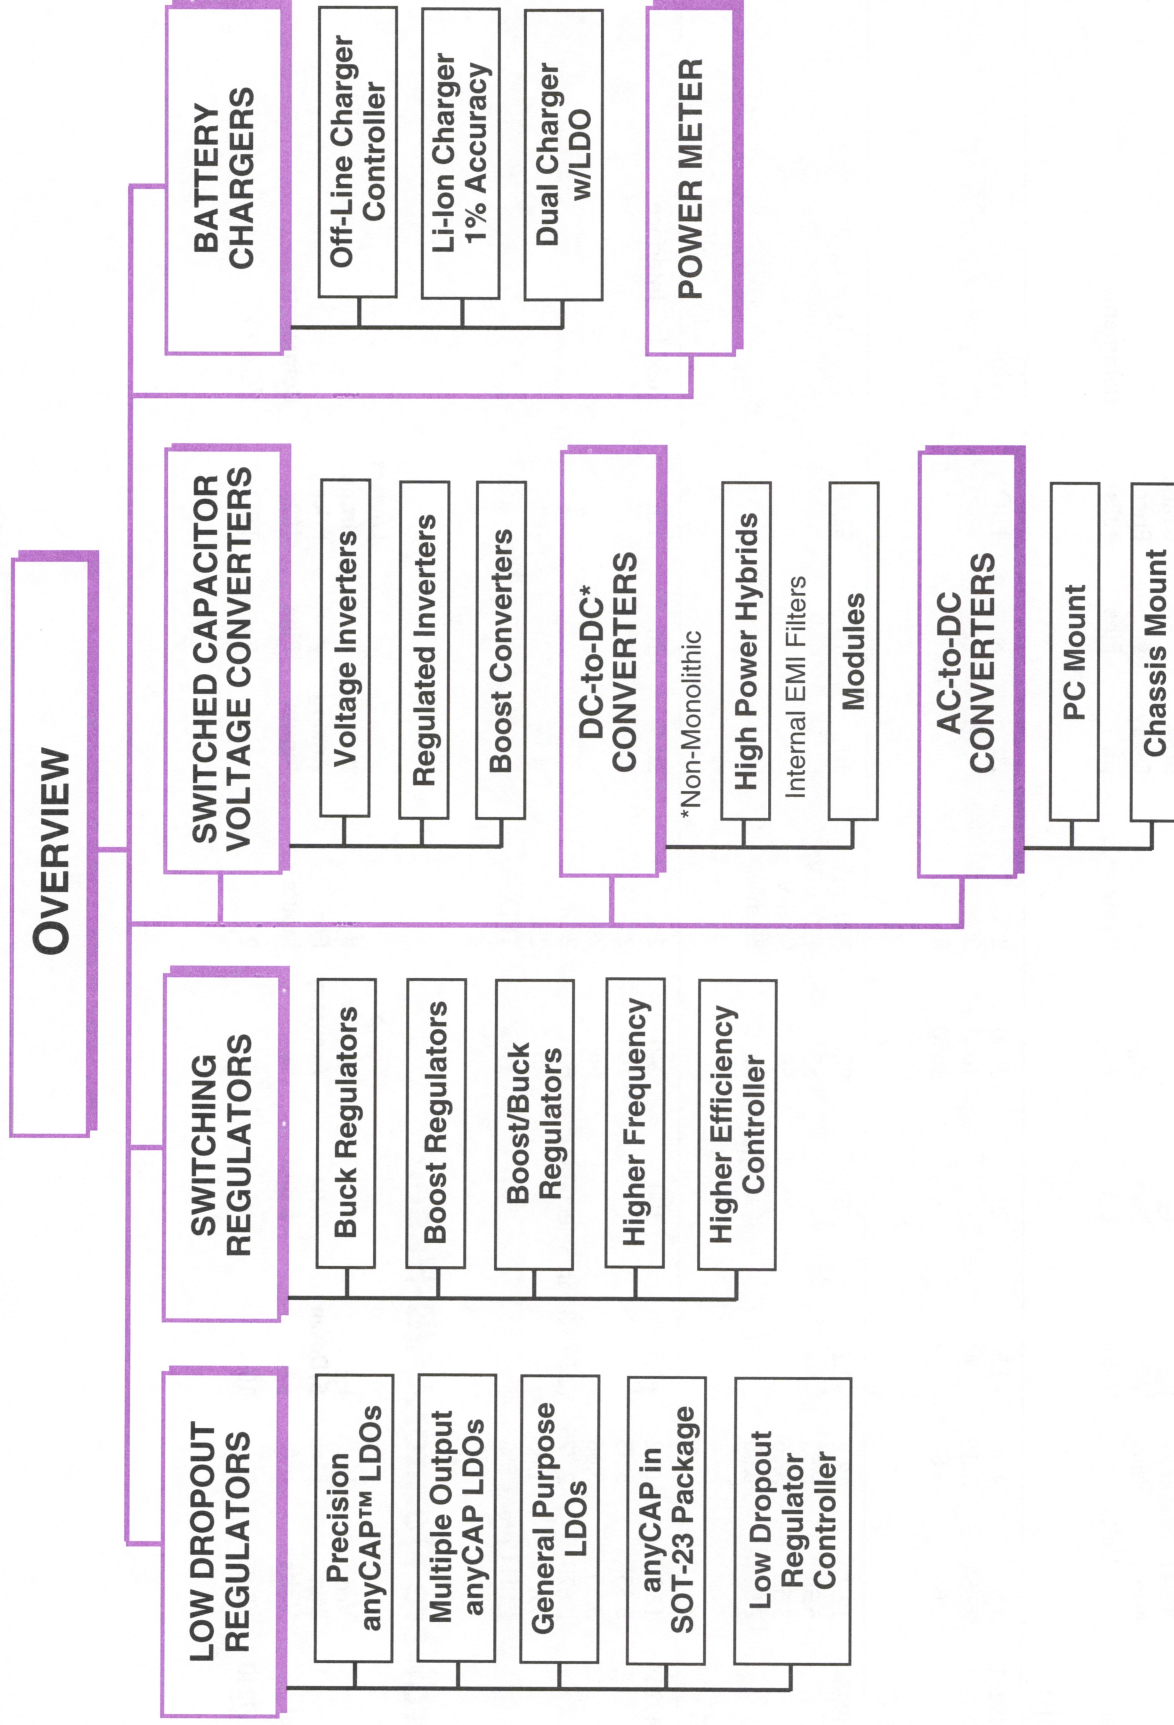 OVERVIEW
LOW DROPOUT
REGULATORS
Precision
anyCAP™ LDOs
Multiple Output
anyCAP LDOs
General Purpose
LDOs
anyCAP in
SOT-23 Package
Low Dropout
Regulator
Controller
SWITCHING
REGULATORS
Buck Regulators
Boost Regulators
Boost/Buck
Regulators
Higher Frequency
Higher Efficiency
Controller
SWITCHED CAPACITOR
VOLTAGE CONVERTERS
Voltage Inverters
Regulated Inverters
Boost Converters
DC-to-DC*
CONVERTERS
*Non-Monolithic
High Power Hybrids
Internal EMI Filters
Modules
AC-to-DC
CONVERTERS
PC Mount
Chassis Mount
BATTERY
CHARGERS
Off-Line Charger
Controller
Li-Ion Charger
1% Accuracy
Dual Charger
w/LDO
POWER METER